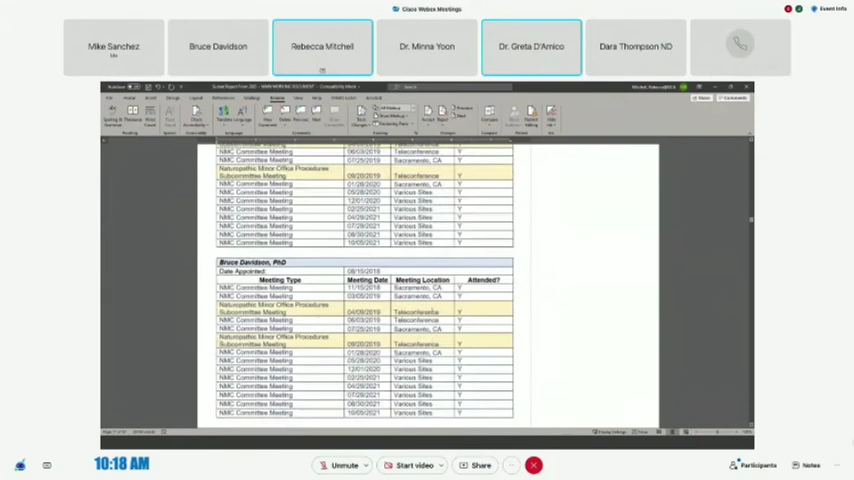 Cisco Webex Meetings
Event Info
Mike Sanchez
Me
Bruce Davidson
Rebecca Mitchell
Dr. Minna Yoon
Dr. Greta D'Amico
Dara Thompson ND
Search
Share
Comments
NMC Committee Meeting 06/03/2019 Teleconference Y
NMC Committee Meeting 07/25/2019 Sacramento, CA Y
Naturopathic Minor Office Procedures
Subcommittee Meeting 09/20/2019 Teleconference Y
NMC Committee Meeting 01/28/2020 Sacramento, CA Y
NMC Committee Meeting 05/28/2020 Various Sites Y
NMC Committee Meeting 12/01/2020 Various Sites Y
NMC Committee Meeting 02/25/2021 Various Sites Y
NMC Committee Meeting 04/29/2021 Various Sites Y
NMC Committee Meeting 07/29/2021 Various Sites Y
NMC Committee Meeting 08/30/2021 Various Sites Y
NMC Committee Meeting 10/05/2021 Various Sites Y
Bruce Davidson, PhD
Date Appointed: 08/15/2018
Meeting Type Meeting Date Meeting Location Attended?
NMC Committee Meeting 11/15/2018 Sacramento, CA Y
NMC Committee Meeting 03/05/2019 Sacramento, CA Y
Naturopathic Minor Office Procedures
Subcommittee Meeting 04/09/2019 Teleconference Y
NMC Committee Meeting 06/03/2019 Teleconference Y
NMC Committee Meeting 07/25/2019 Sacramento, CA Y
Naturopathic Minor Office Procedures
Subcommittee Meeting 09/20/2019 Teleconference Y
NMC Committee Meeting 01/28/2020 Sacramento, CA Y
NMC Committee Meeting 05/28/2020 Various Sites Y
NMC Committee Meeting 12/01/2020 Various Sites Y
NMC Committee Meeting 02/25/2021 Various Sites Y
NMC Committee Meeting 04/29/2021 Various Sites Y
NMC Committee Meeting 07/29/2021 Various Sites Y
NMC Committee Meeting 08/30/2021 Various Sites Y
NMC Committee Meeting 10/05/2021 Various Sites Y
10:18 AM
Unmute
Start video
Share
Participants
Notes